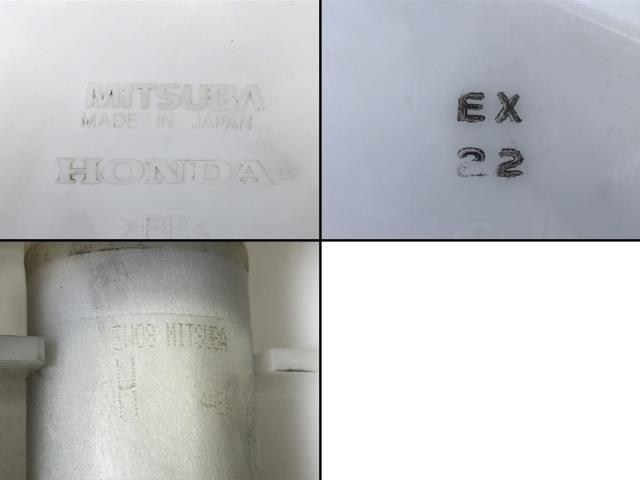 MITSUBA
MADE IN JAPAN
HONDA
>PP<
EX
22
MITSUBA
H